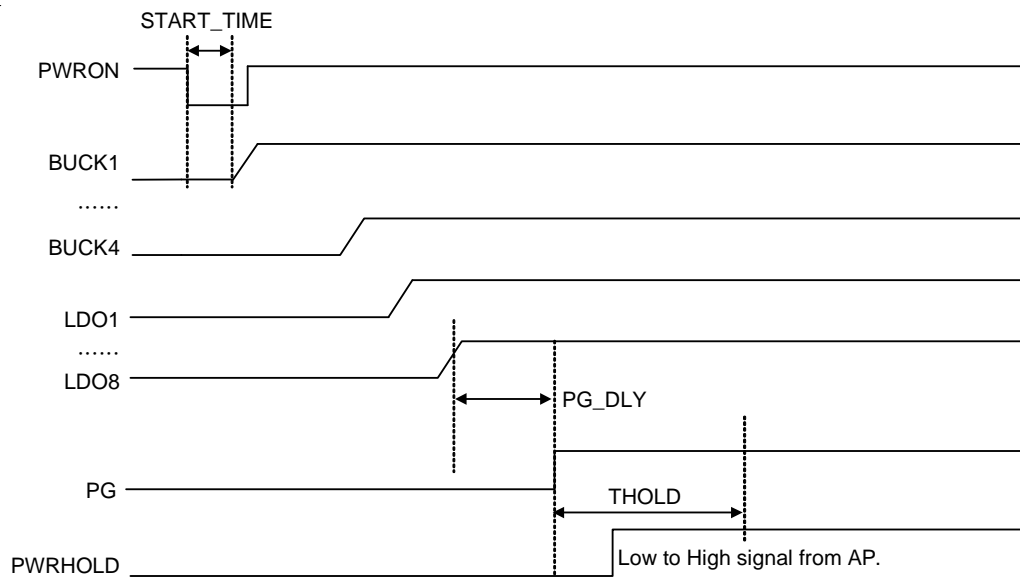 START_TIME
PWRON
BUCK1
......
BUCK4
LDO1
......
LDO8
PG_DLY
PG
THOLD
PWRHOLD
Low to High signal from AP.